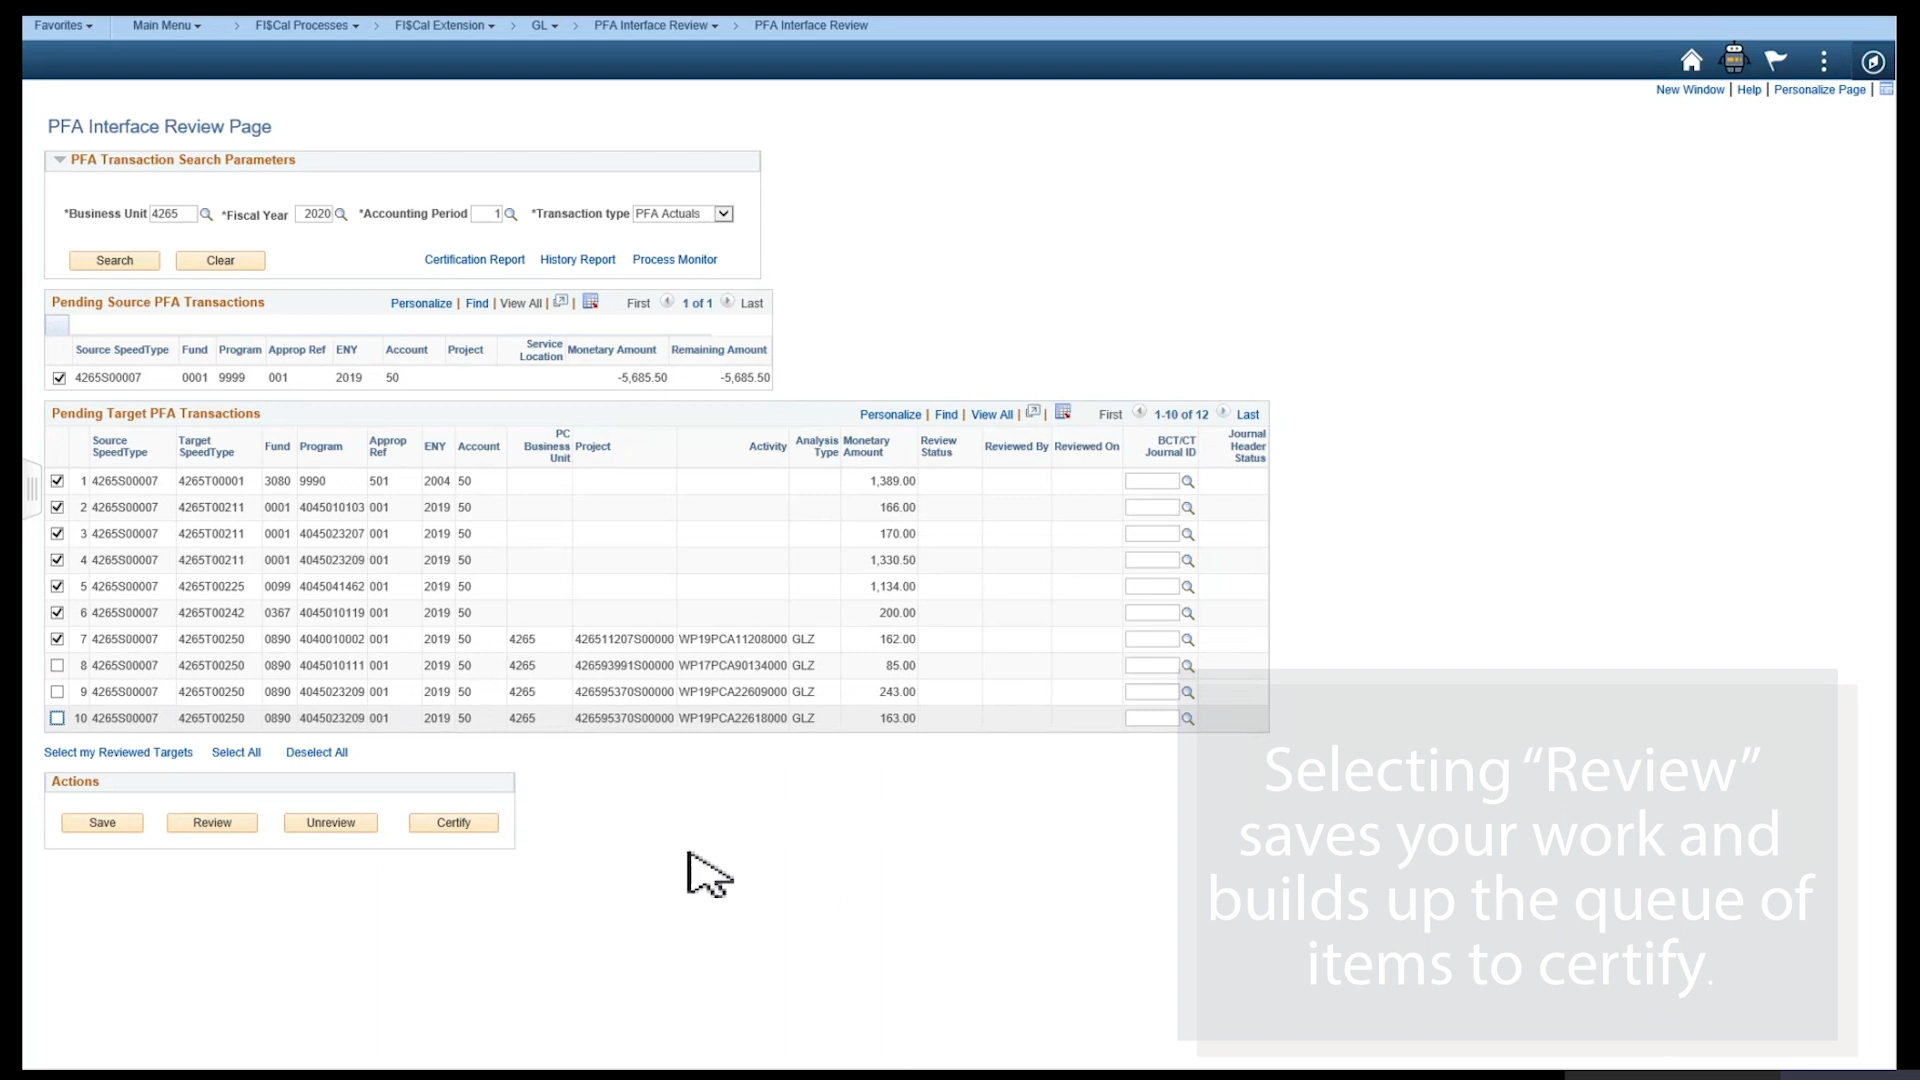 Favorites Main Menu > FI$Cal Processes > FI$Cal Extension > GL > PFA Interface Review > PFA Interface Review
New Window | Help | Personalize Page |
PFA Interface Review Page
PFA Transaction Search Parameters
*Business Unit 4265 *Fiscal Year 2020 *Accounting Period 1 *Transaction type PFA Actuals
Search Clear Certification Report History Report Process Monitor
Pending Source PFA Transactions Personalize | Find | View All | | First 1 of 1 Last
Source SpeedType Fund Program Approp Ref ENY Account Project Service Location Monetary Amount Remaining Amount
4265S00007 0001 9999 001 2019 50 -5,685.50 -5,685.50
Pending Target PFA Transactions Personalize | Find | View All | | First 1-10 of 12 Last
Source SpeedType Target SpeedType Fund Program Approp Ref ENY Account PC Business Unit Project Activity Analysis Type Monetary Amount Review Status Reviewed By Reviewed On BCT/CT Journal ID Journal Header Status
1 4265S00007 4265T00001 3080 9990 501 2004 50 1,389.00
2 4265S00007 4265T00211 0001 4045010103 001 2019 50 166.00
3 4265S00007 4265T00211 0001 4045023207 001 2019 50 170.00
4 4265S00007 4265T00211 0001 4045023209 001 2019 50 1,330.50
5 4265S00007 4265T00225 0099 4045041462 001 2019 50 1,134.00
6 4265S00007 4265T00242 0367 4045010119 001 2019 50 200.00
7 4265S00007 4265T00250 0890 4040010002 001 2019 50 4265 426511207S00000 WP19PCA11208000 GLZ 162.00
8 4265S00007 4265T00250 0890 4045010111 001 2019 50 4265 426593991S00000 WP17PCA90134000 GLZ 85.00
9 4265S00007 4265T00250 0890 4045023209 001 2019 50 4265 426595370S00000 WP19PCA22609000 GLZ 243.00
10 4265S00007 4265T00250 0890 4045023209 001 2019 50 4265 426595370S00000 WP19PCA22618000 GLZ 163.00
Select my Reviewed Targets Select All Deselect All
Actions
Save Review Unreview Certify
Selecting “Review”
saves your work and
builds up the queue of
items to certify.